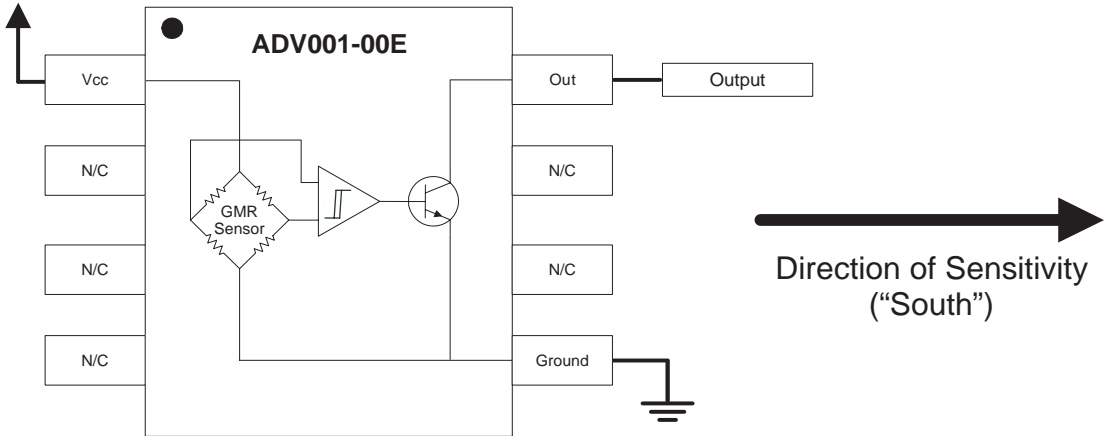 ADV001-00E
Vcc
Out
Output
N/C
N/C
GMR
Sensor
N/C
N/C
N/C
Ground
Direction of Sensitivity
(“South”)